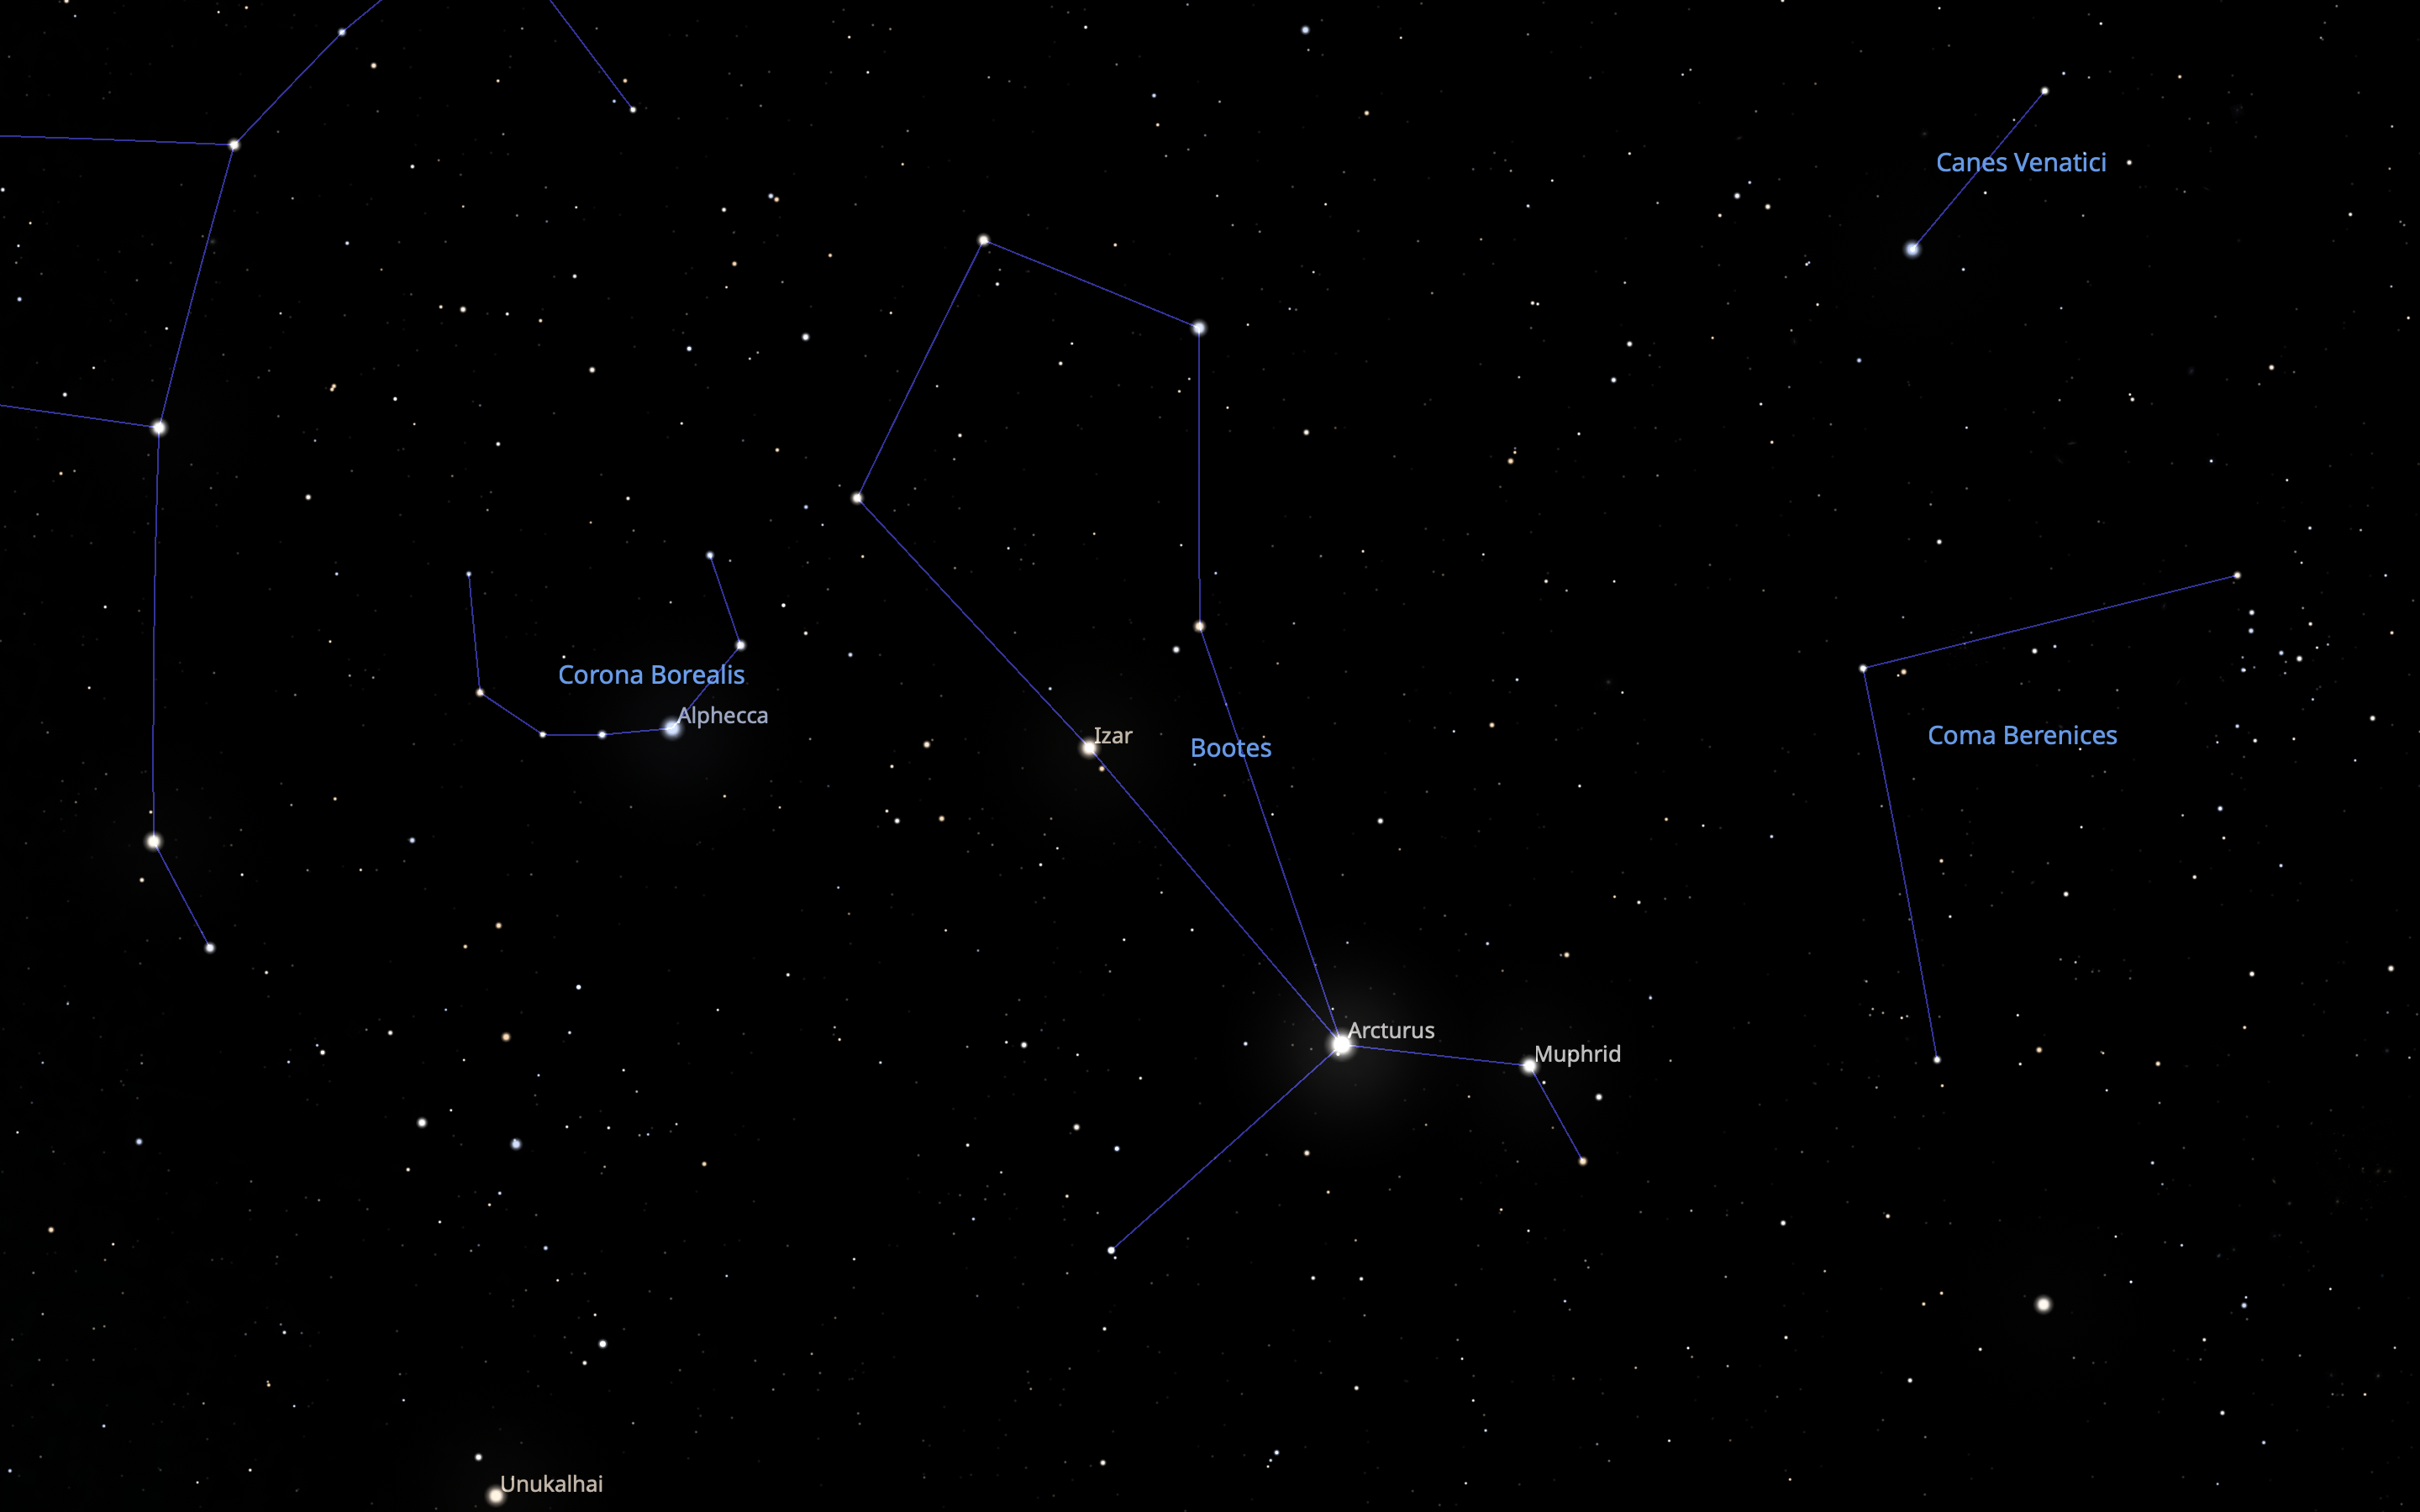 Canes Venatici
Corona Borealis
Alphecca
Izar
Bootes
Coma Berenices
Arcturus
Muphrid
Unukalhai